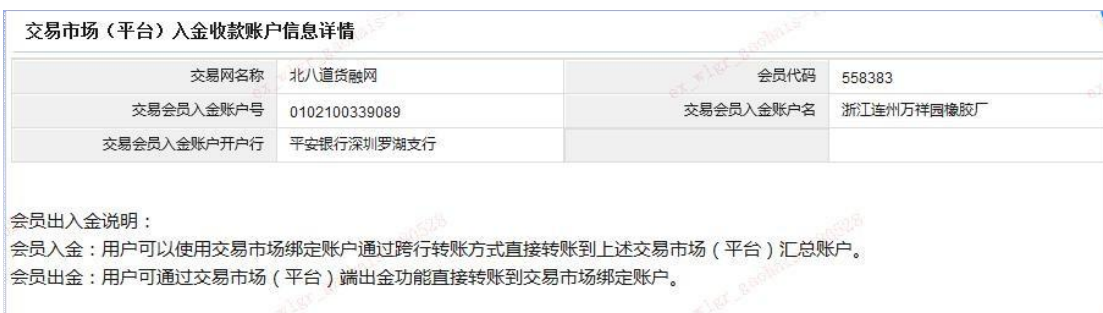 交易市场（平台）入金收款账户信息详情
交易网名称 北八道货融网 会员代码 558383
交易会员入金账户号 0102100339089 交易会员入金账户名 浙江连州万祥园橡胶厂
交易会员入金账户开户行 平安银行深圳罗湖支行
会员出入金说明：
会员入金：用户可以使用交易市场绑定账户通过跨行转账方式直接转账到上述交易市场（平台）汇总账户。
会员出金：用户可通过交易市场（平台）端出金功能直接转账到交易市场绑定账户。